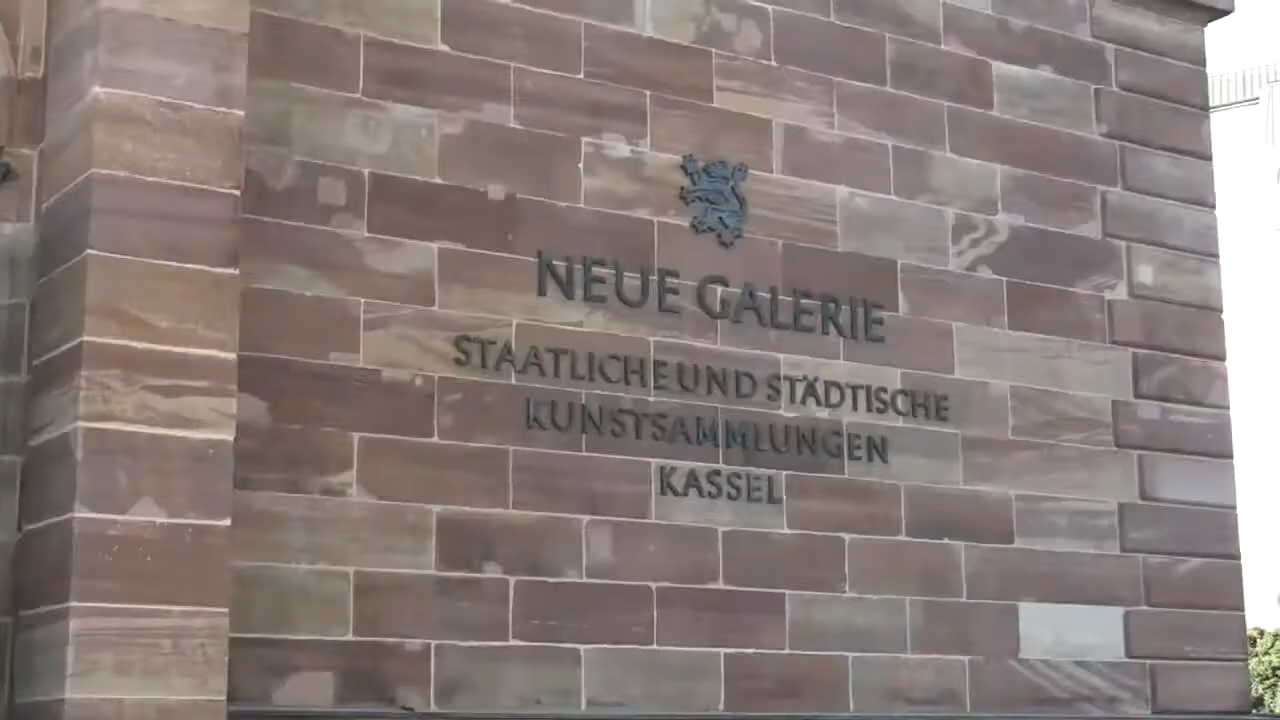 NEUE GALERIE
STAATLICHE UND STÄDTISCHE
KUNSTSAMMLUNGEN
KASSEL